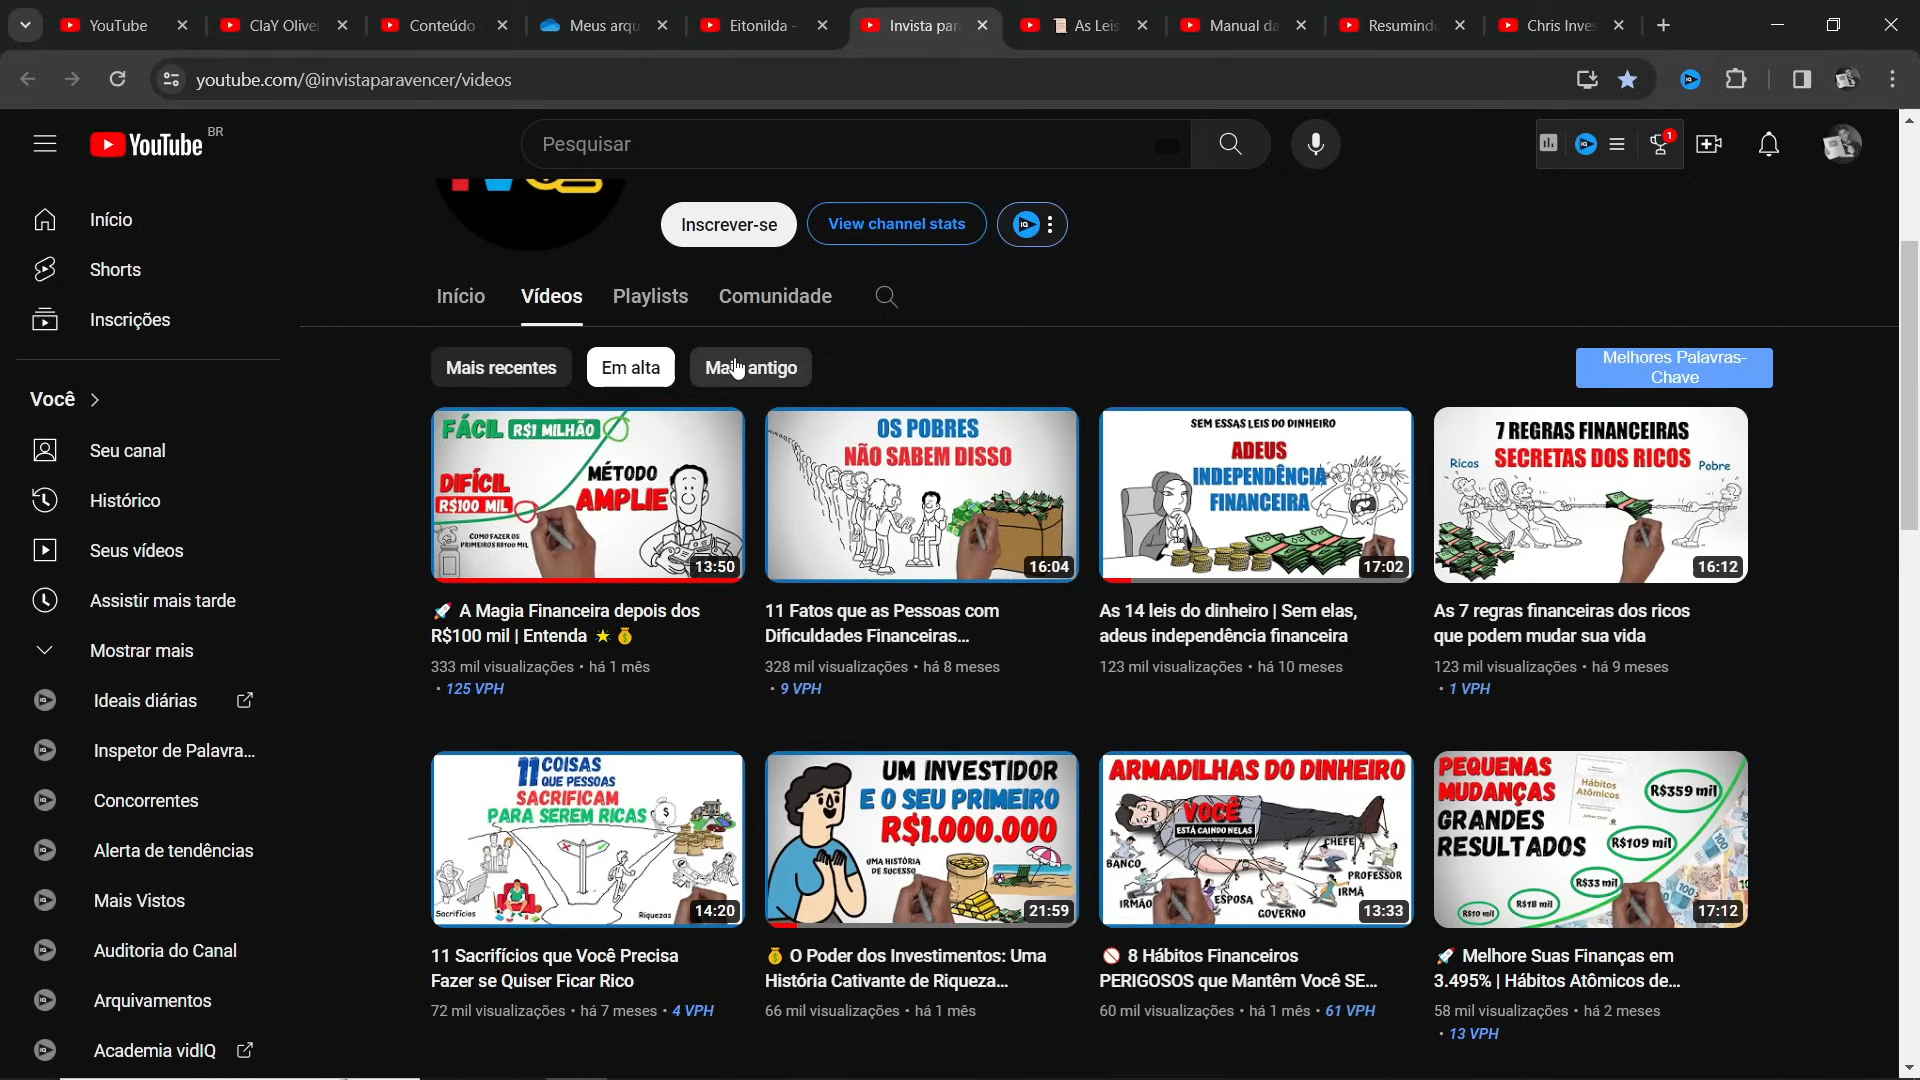 YouTube
ClaY Olive
Conteúdo
Meus arqu
Eitonilda -
Invista par
As Leis
Manual da
Resumind
Chris Inves
youtube.com/@invistaparavencer/videos
YouTube BR
Pesquisar
1
Início
Shorts
Inscrições
Você
Seu canal
Histórico
Seus vídeos
Assistir mais tarde
Mostrar mais
Ideais diárias
Inspetor de Palavra...
Concorrentes
Alerta de tendências
Mais Vistos
Auditoria do Canal
Arquivamentos
Academia vidIQ
Inscrever-se
View channel stats
Início
Vídeos
Playlists
Comunidade
Mais recentes
Em alta
Mais antigo
Melhores Palavras-
Chave
FÁCIL R$1 MILHÃO
DIFÍCIL
R$100 MIL
MÉTODO
AMPLIE
COMO FAZER OS
PRIMEIROS R$100 MIL
13:50
🚀 A Magia Financeira depois dos
R$100 mil | Entenda 🌟 💰
333 mil visualizações • há 1 mês
• 125 VPH
OS POBRES
NÃO SABEM DISSO
16:04
11 Fatos que as Pessoas com
Dificuldades Financeiras...
328 mil visualizações • há 8 meses
• 9 VPH
SEM ESSAS LEIS DO DINHEIRO
ADEUS
INDEPENDÊNCIA
FINANCEIRA
17:02
As 14 leis do dinheiro | Sem elas,
adeus independência financeira
123 mil visualizações • há 10 meses
7 REGRAS FINANCEIRAS
SECRETAS DOS RICOS
Ricos
Pobre
16:12
As 7 regras financeiras dos ricos
que podem mudar sua vida
123 mil visualizações • há 9 meses
• 1 VPH
11 COISAS
QUE PESSOAS
SACRIFICAM
PARA SEREM RICAS
$
Sacrifícios
Riquezas
14:20
11 Sacrifícios que Você Precisa
Fazer se Quiser Ficar Rico
72 mil visualizações • há 7 meses • 4 VPH
UM INVESTIDOR
E O SEU PRIMEIRO
R$1.000.000
UMA HISTÓRIA
DE SUCESSO
21:59
💰 O Poder dos Investimentos: Uma
História Cativante de Riqueza...
66 mil visualizações • há 1 mês
ARMADILHAS DO DINHEIRO
VOCÊ
ESTÁ CAINDO NELAS
CHEFE
BANCO
PROFESSOR
IRMÃ
IRMÃO
ESPOSA
GOVERNO
13:33
🚫 8 Hábitos Financeiros
PERIGOSOS que Mantêm Você SE...
60 mil visualizações • há 1 mês • 61 VPH
PEQUENAS
MUDANÇAS
GRANDES
RESULTADOS
Hábitos
Atômicos
R$359 mil
R$109 mil
R$33 mil
R$18 mil
R$10 mil
17:12
🚀 Melhore Suas Finanças em
3.495% | Hábitos Atômicos de...
58 mil visualizações • há 2 meses
• 13 VPH